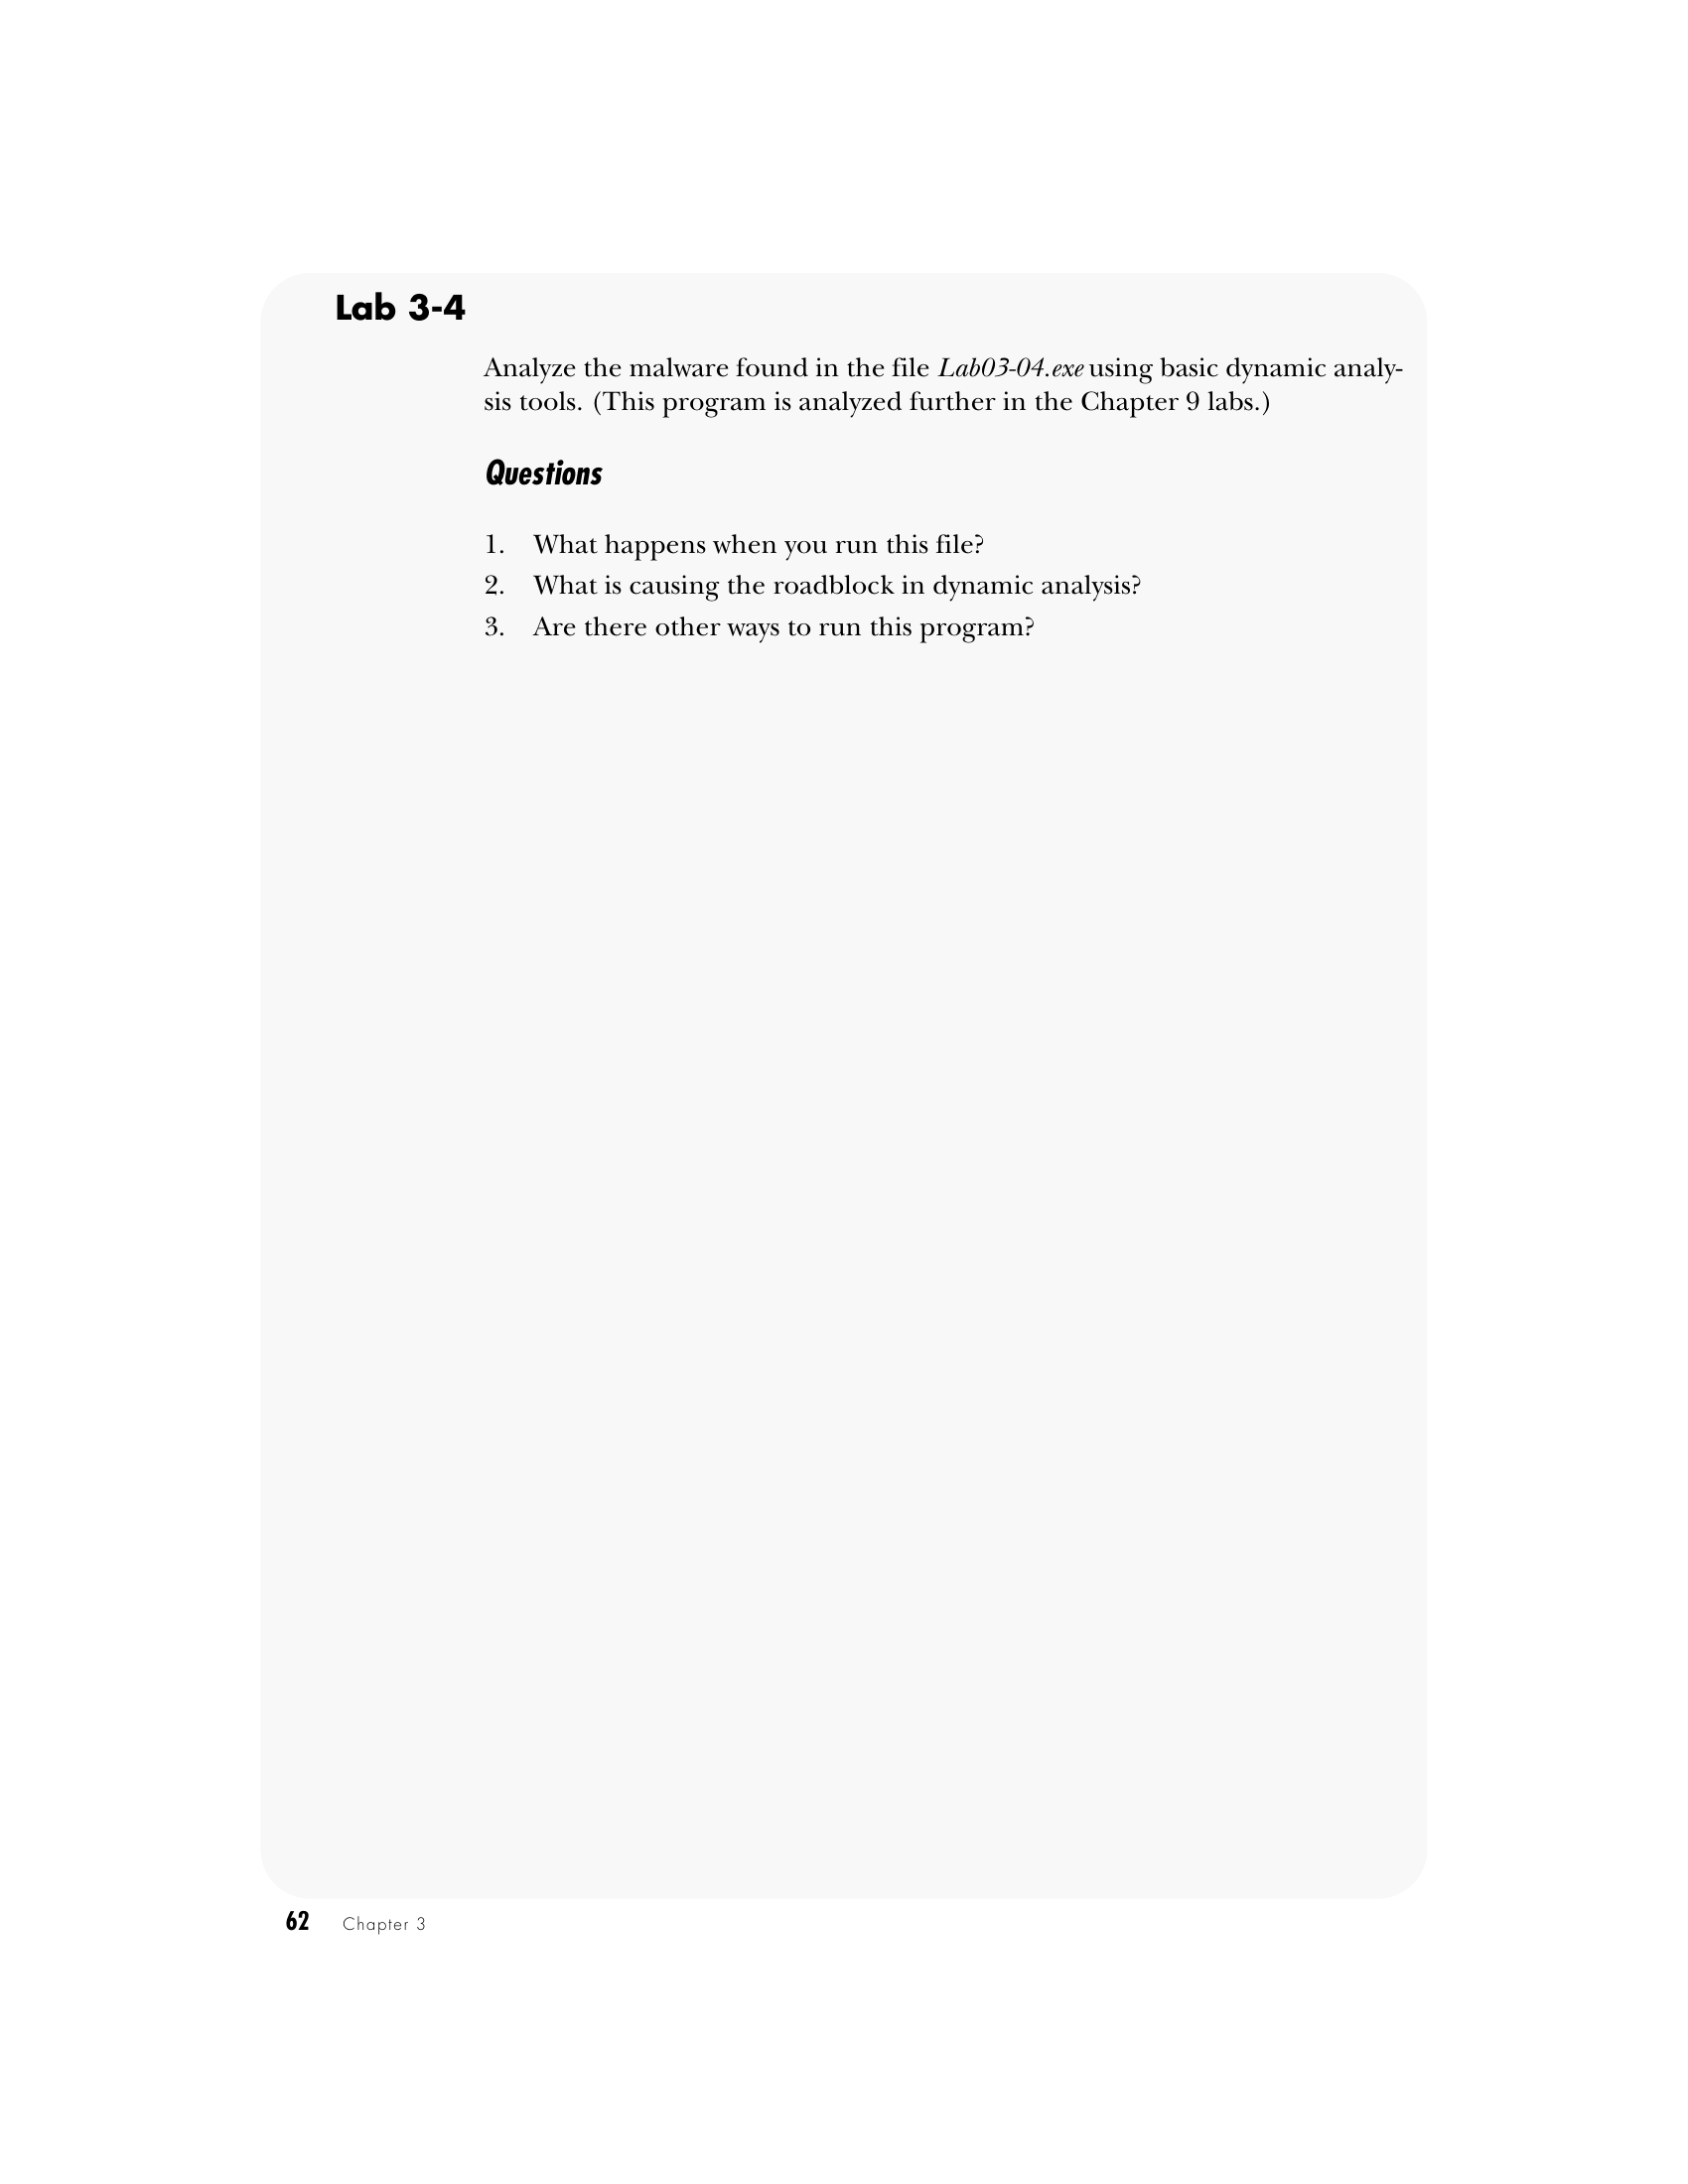 Lab 3-4
Analyze the malware found in the file Lab03-04.exe using basic dynamic analy-
sis tools. (This program is analyzed further in the Chapter 9 labs.)
Questions
1. What happens when you run this file?
2. What is causing the roadblock in dynamic analysis?
3. Are there other ways to run this program?
62 Chapter 3